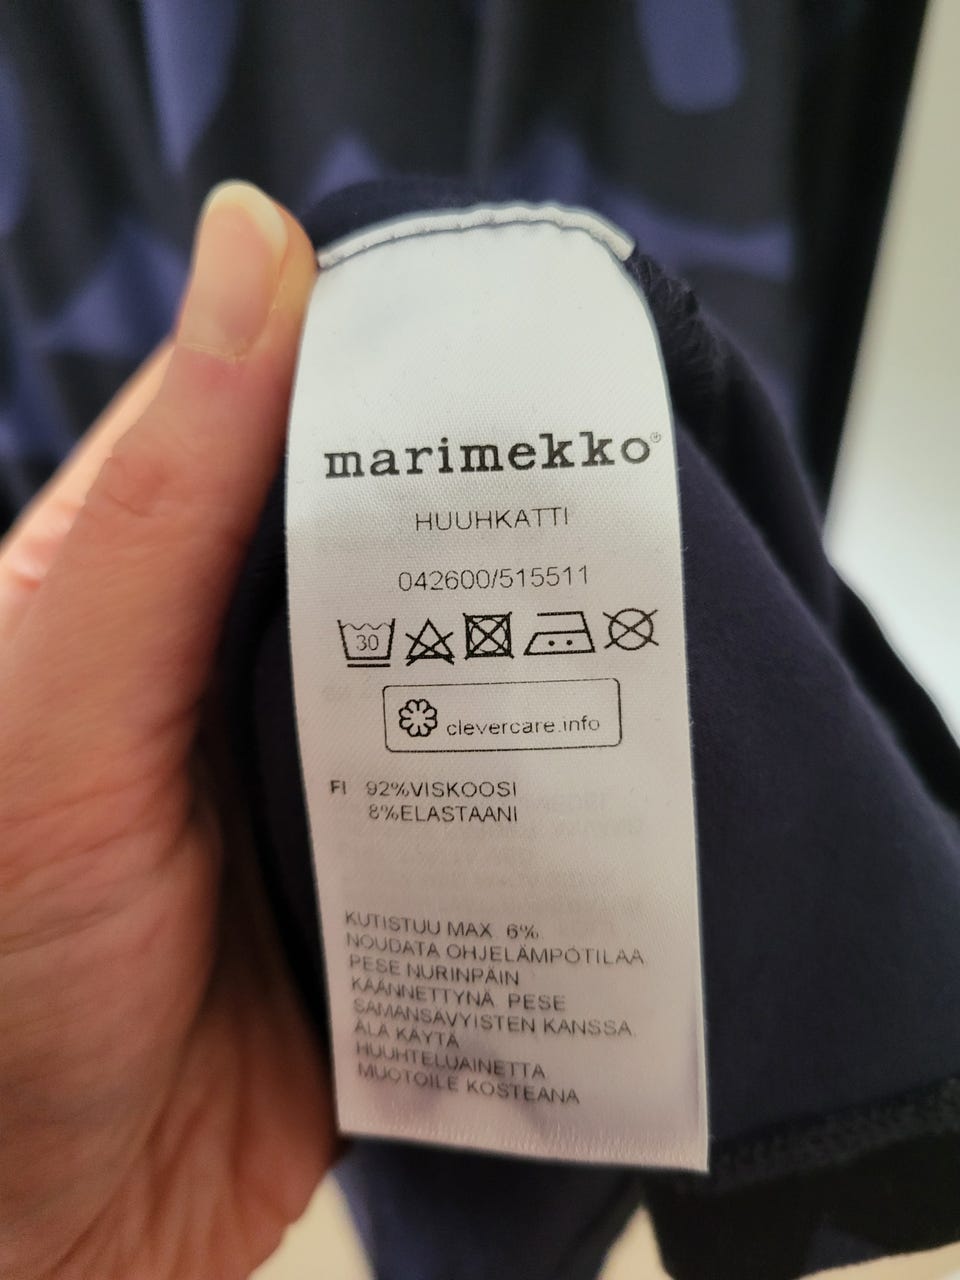 marimekko®
HUUHKATTI
042600/515511
30
clevercare.info
FI 92%VISKOOSI
8%ELASTAANI
KUTISTUU MAX 6%.
NOUDATA OHJELÄMPÖTILAA.
PESE NURINPÄIN
KÄÄNNETTYNÄ. PESE
SAMANSÄVYISTEN KANSSA.
ÄLÄ KÄYTÄ
HUUHTELUAINETTA.
MUOTOILE KOSTEANA